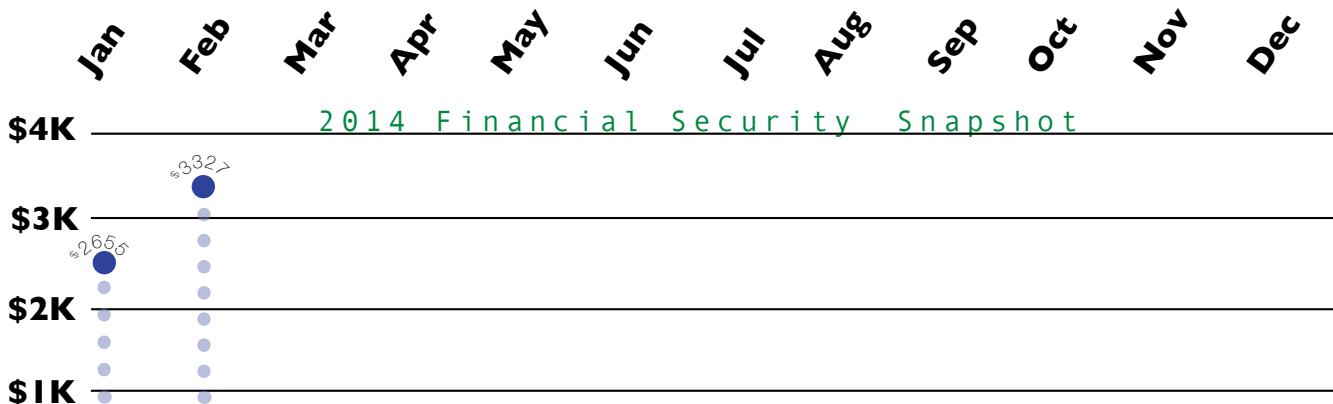 Jan Feb Mar Apr May Jun Jul Aug Sep Oct Nov Dec
$4K
2014 Financial Security Snapshot
$3327
$3K
$2655
$2K
$1K